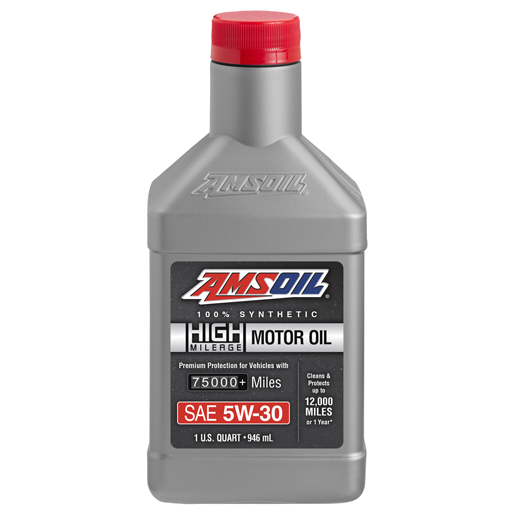 AMSOIL
AMSOIL®
100% SYNTHETIC
HIGH
MILEAGE
MOTOR OIL
Premium Protection for Vehicles with
75000+ Miles
SAE 5W-30
1 U.S. QUART • 946 mL
Cleans &
Protects
up to
12,000
MILES
or 1 Year*